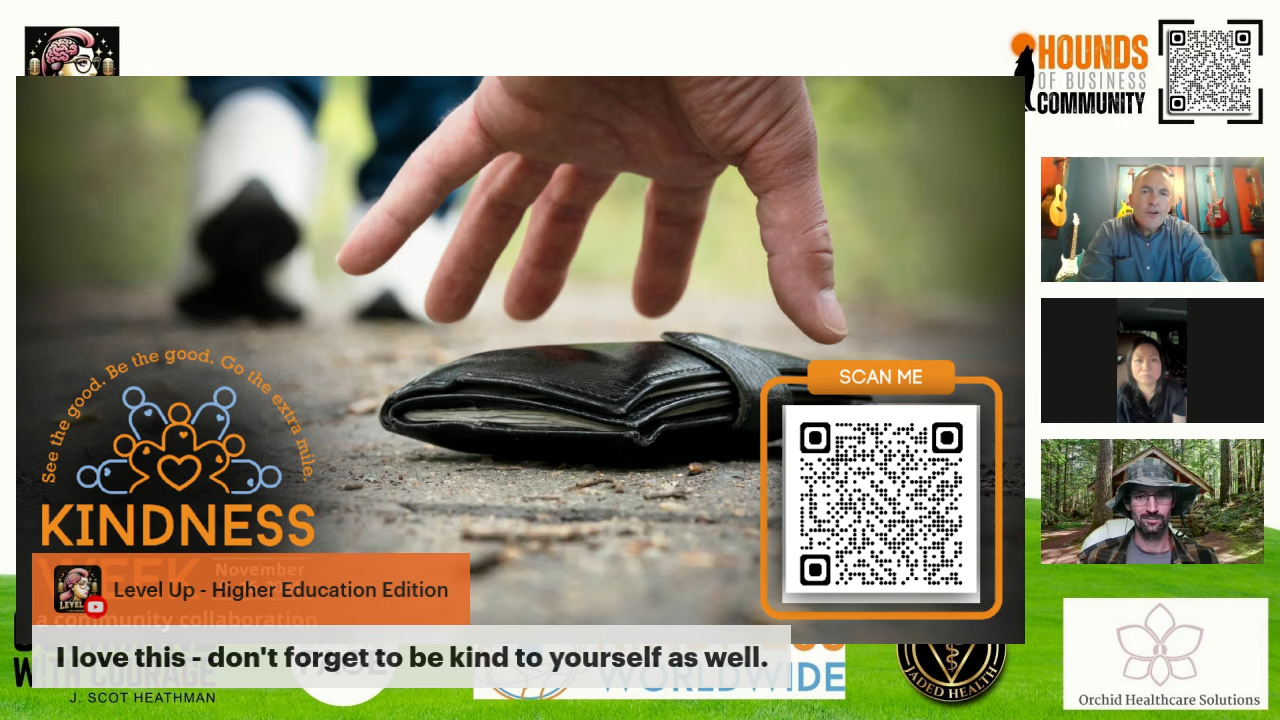 HOUNDS
OF BUSINESS
COMMUNITY
See the good. Be the good. Go the extra mile.
SCAN ME
KINDNESS
WEEK
November
a community collaboration
LEVEL
Level Up - Higher Education Edition
I love this - don't forget to be kind to yourself as well.
J. SCOT HEATHMAN
WORLDWIDE
JADED HEALTH
Orchid Healthcare Solutions